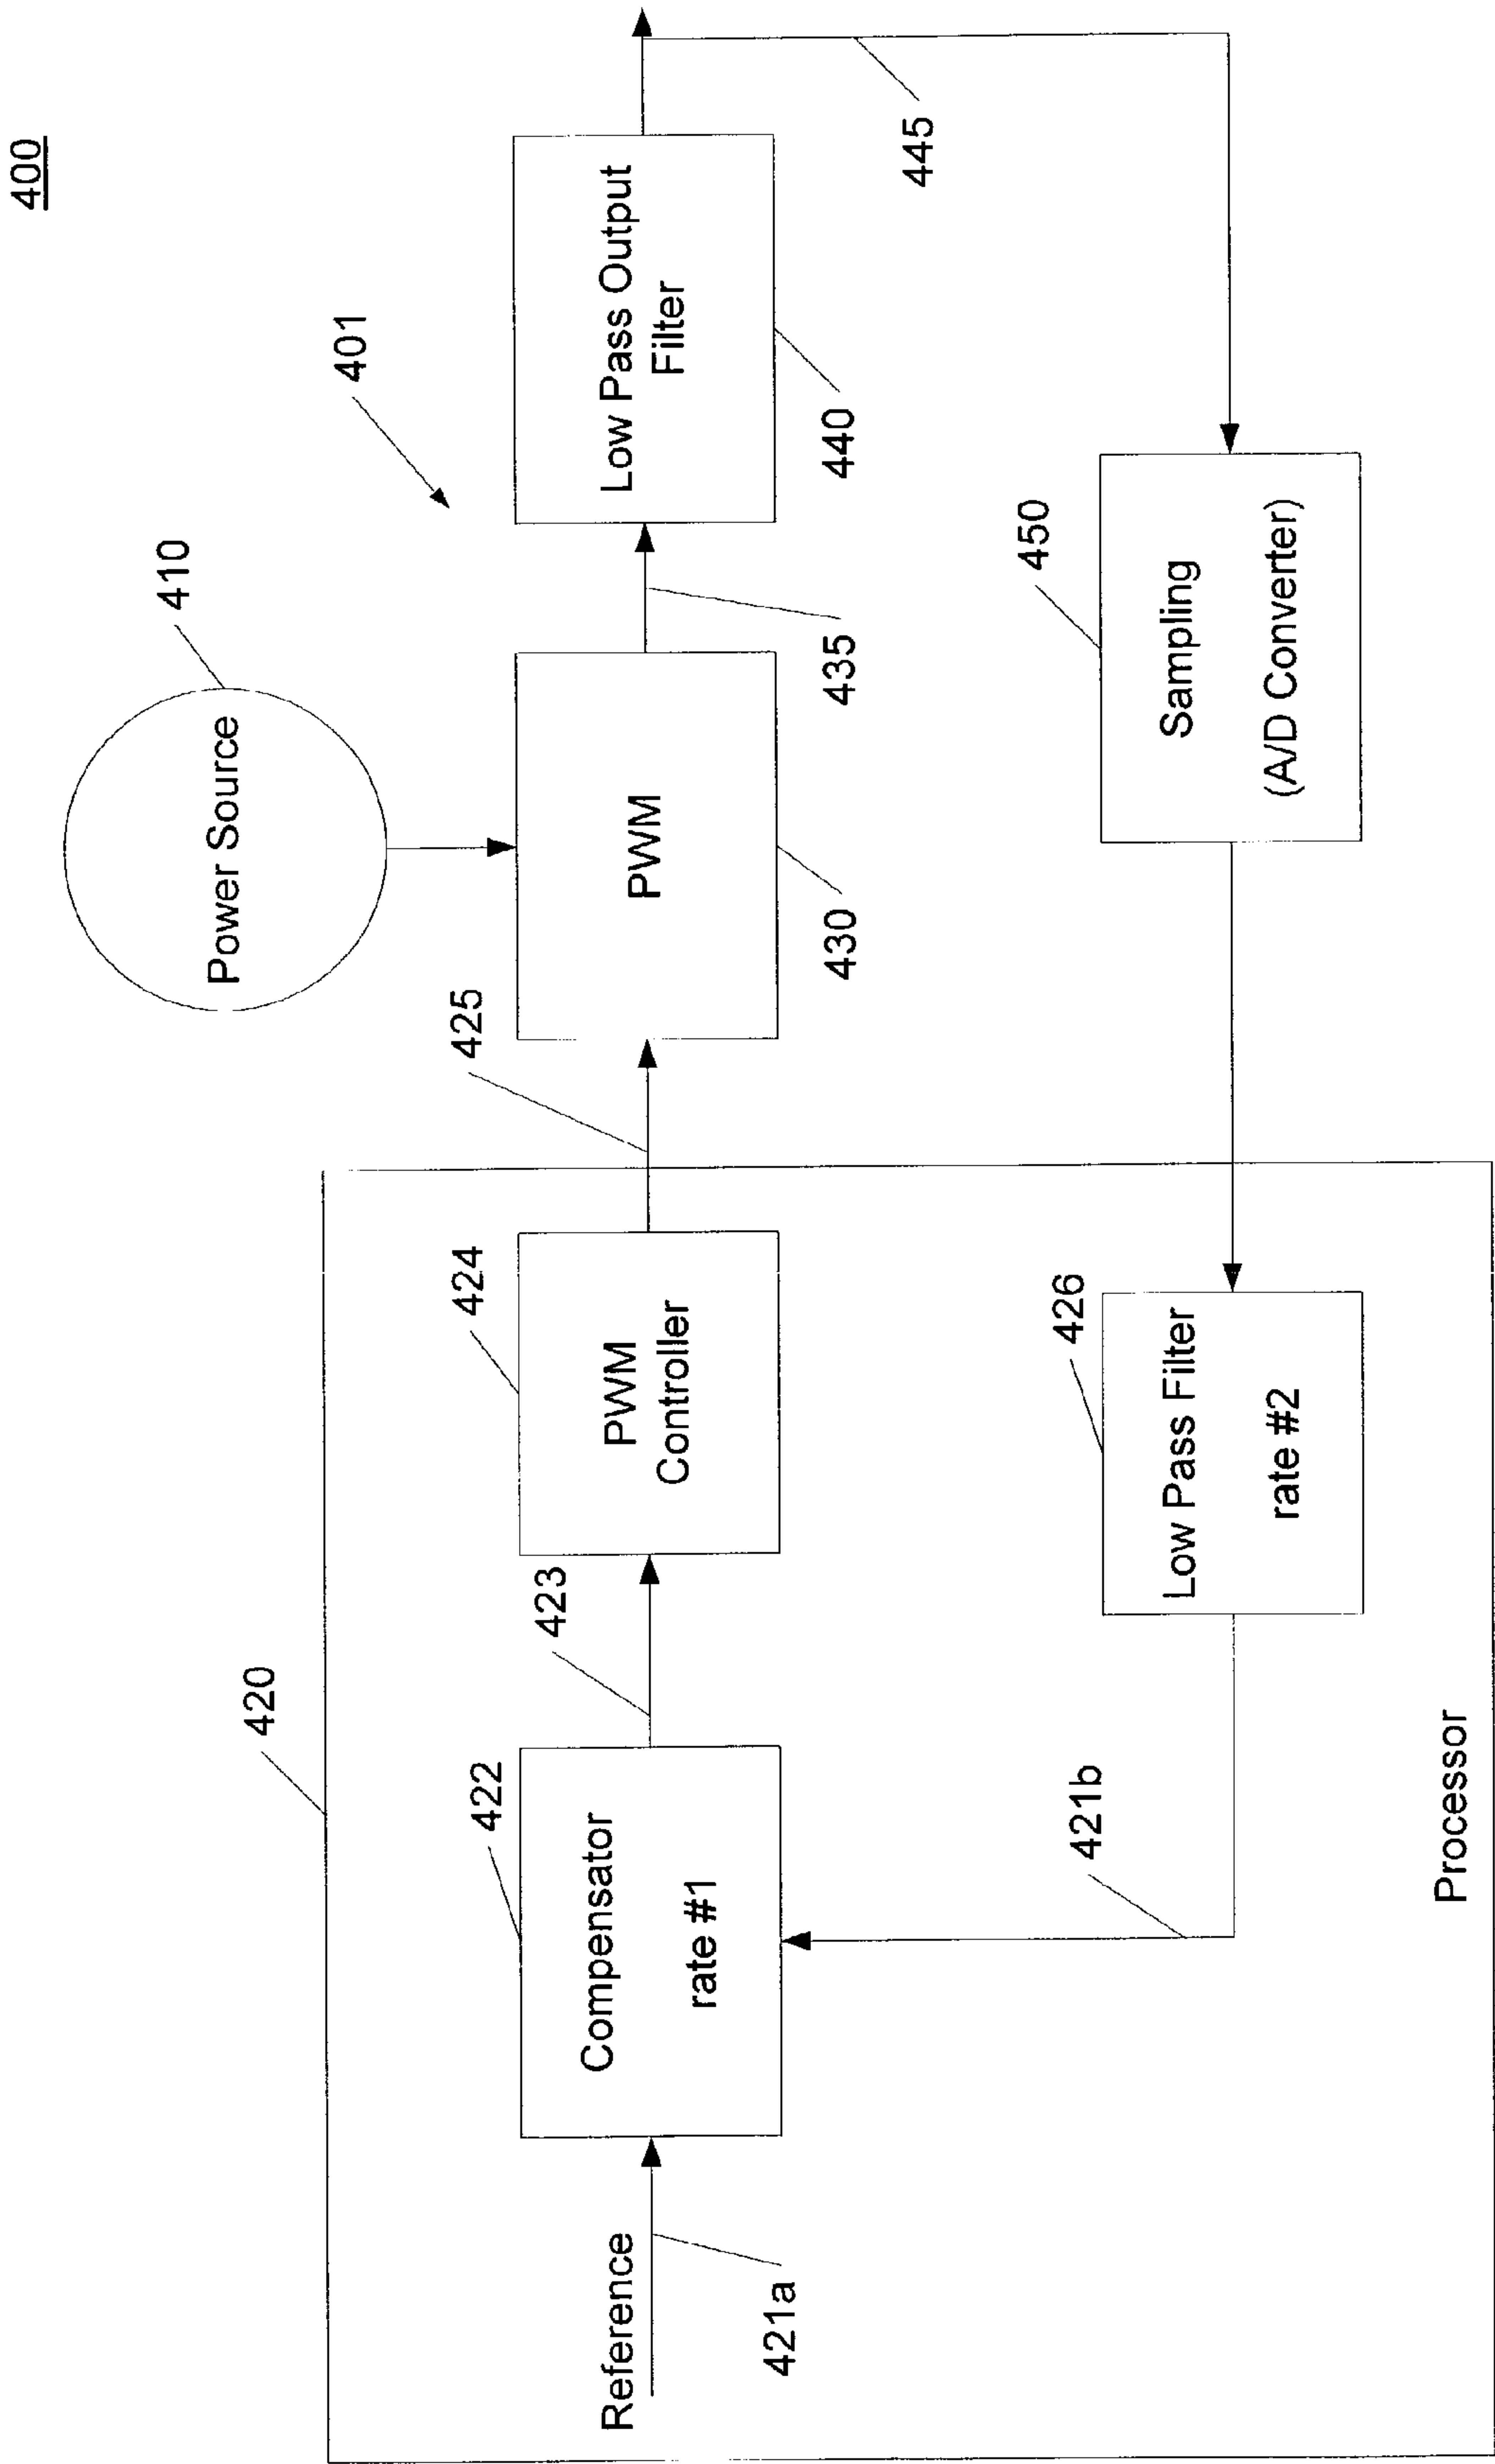 400
410
Power Source
401
420
422
423
424
425
Reference
Compensator
rate #1
PWM
Controller
PWM
Low Pass Output
Filter
421a
430
435
440
445
421b
426
450
Low Pass Filter
rate #2
Sampling
(A/D Converter)
Processor